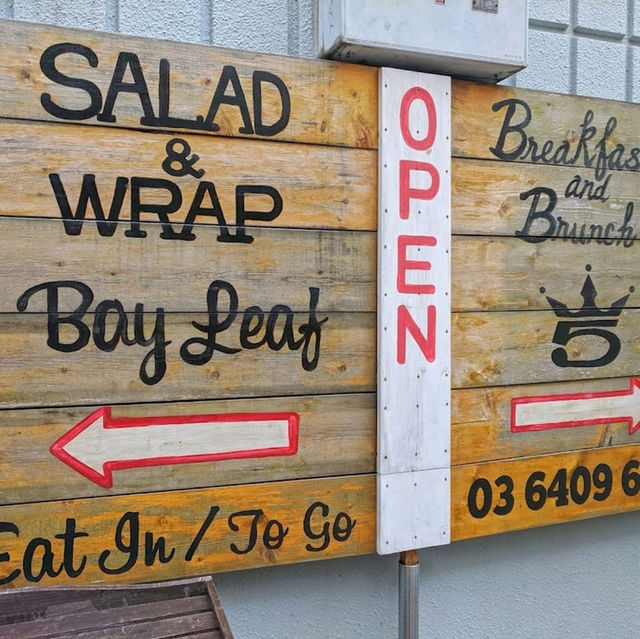 SALAD
&
WRAP
Bay Leaf
Eat In / To Go
OPEN
Breakfas
and
Brunch
5
03 6409 6